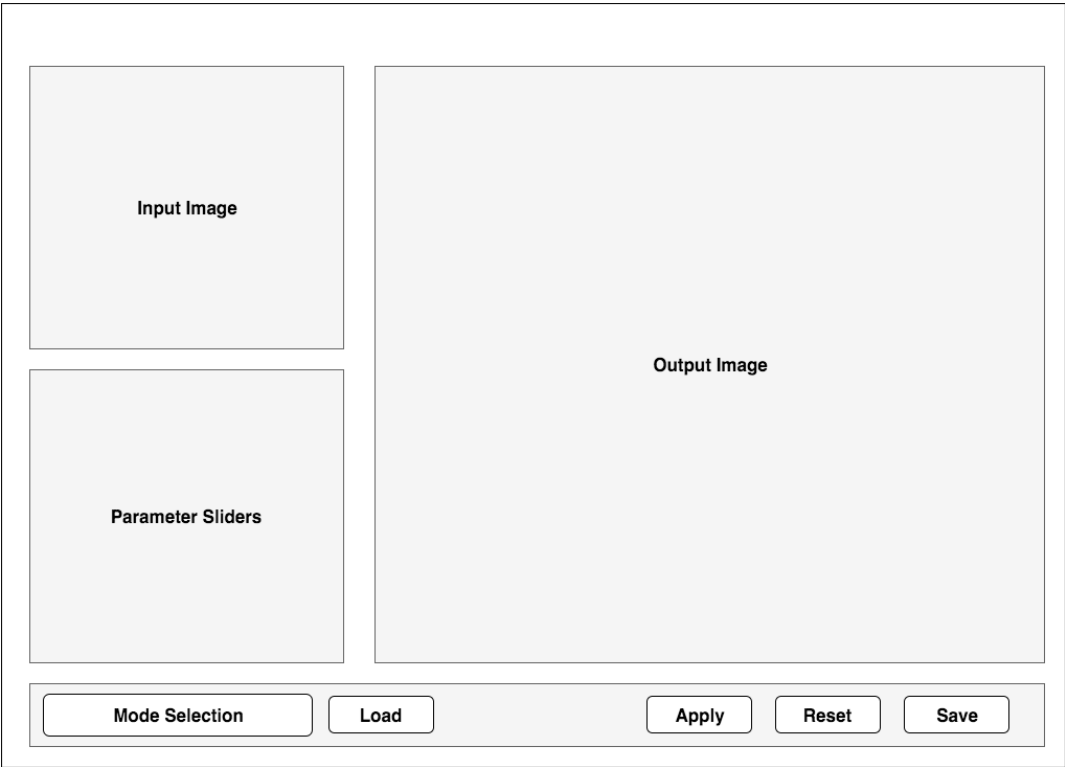 Input Image
Output Image
Parameter Sliders
Mode Selection
Load
Apply
Reset
Save